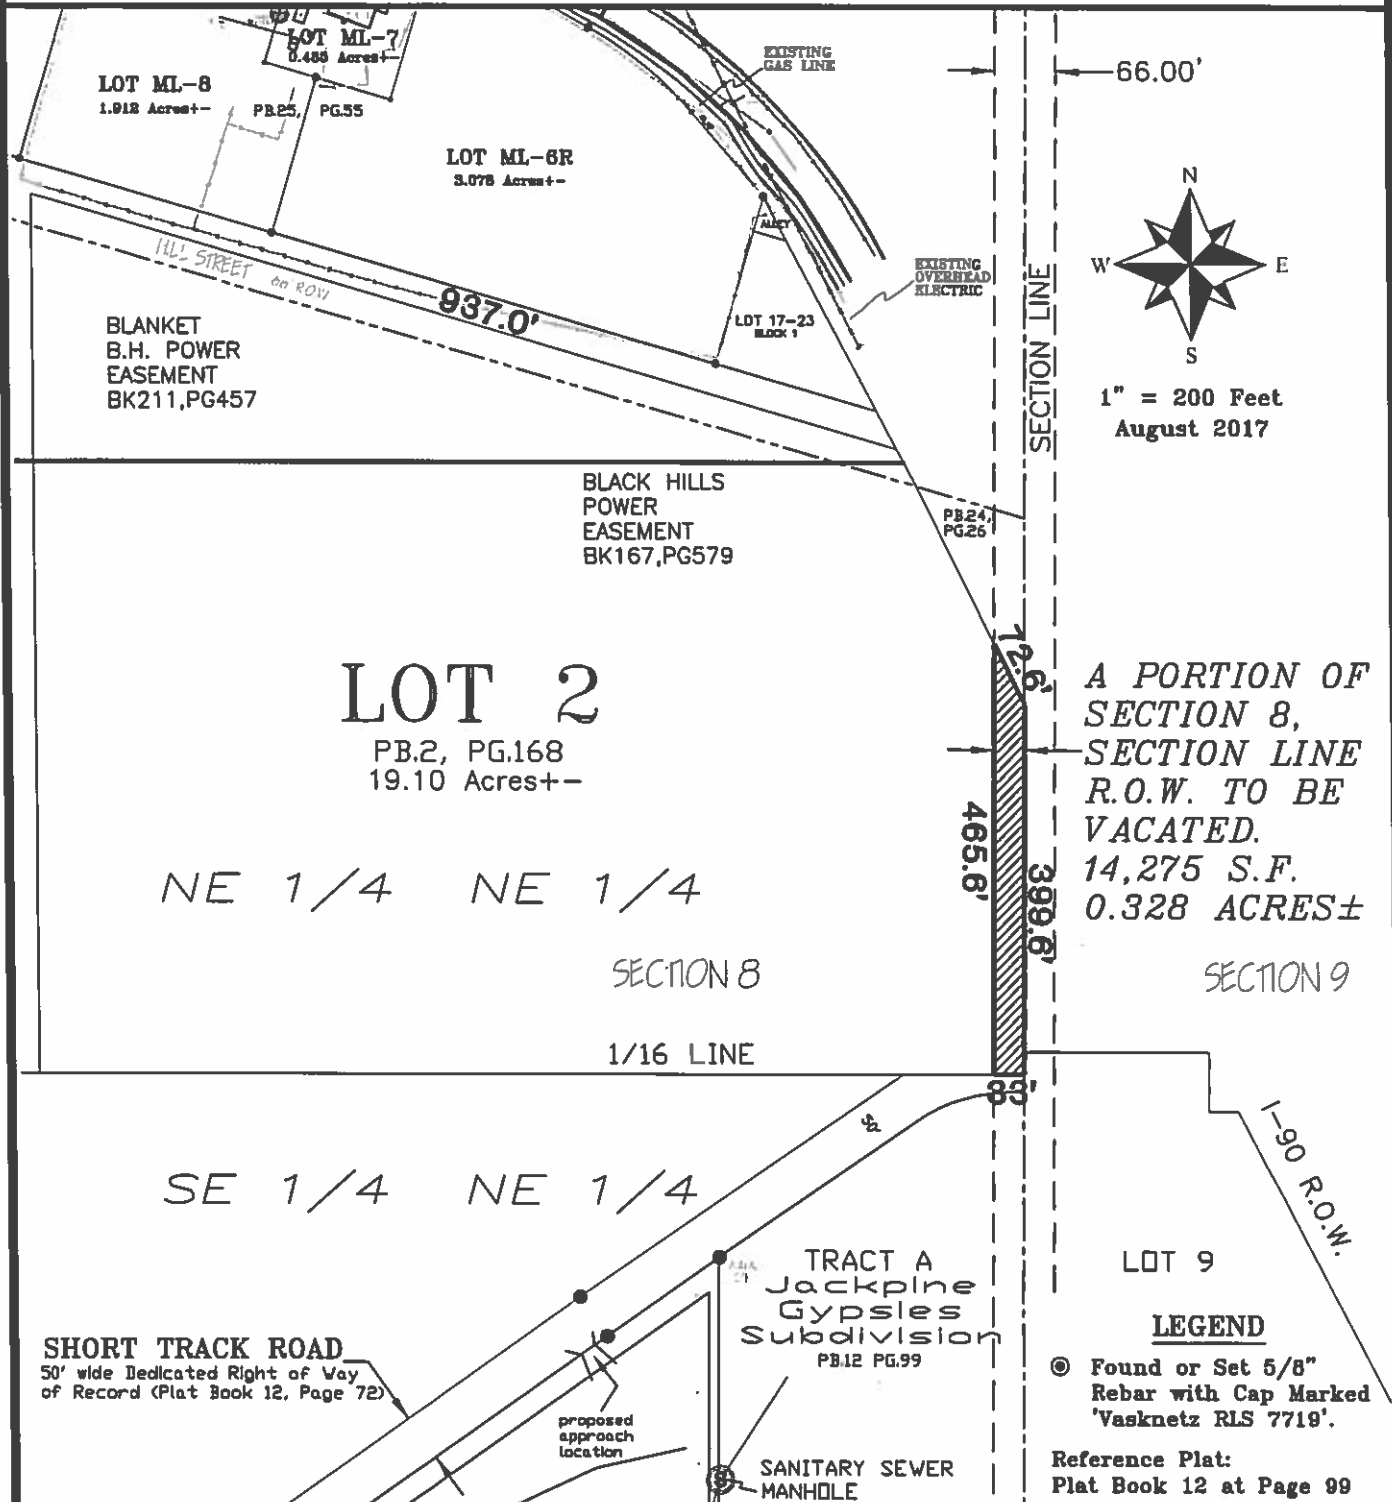 LOT ML-7
0.455 Acres+-
LOT ML-8
1.912 Acres+-
PB.25, PG.55
LOT ML-6R
3.078 Acres+-
EXISTING
GAS LINE
66.00'
ALLEY
LOT 17-23
BLOCK 1
EXISTING
OVERHEAD
ELECTRIC
HILL STREET 66' ROW
937.0'
BLANKET
B.H. POWER
EASEMENT
BK211,PG457
SECTION LINE
N
W
E
S
1" = 200 Feet
August 2017
BLACK HILLS
POWER
EASEMENT
BK167,PG579
PB.24,
PG.26
LOT 2
PB.2, PG.168
19.10 Acres+-
72.6'
A PORTION OF
SECTION 8,
SECTION LINE
R.O.W. TO BE
VACATED.
14,275 S.F.
0.328 ACRES±
465.6'
399.6'
NE 1/4 NE 1/4
SECTION 8
SECTION 9
1/16 LINE
33'
I-90 R.O.W.
SE 1/4 NE 1/4
TRACT A
Jackpine
Gypsies
Subdivision
PB.12 PG.99
LOT 9
SHORT TRACK ROAD
50' wide Dedicated Right of Way
of Record (Plat Book 12, Page 72)
proposed
approach
location
S
SANITARY SEWER
MANHOLE
LEGEND
Found or Set 5/8"
Rebar with Cap Marked
'Vasknetz RLS 7719'.
Reference Plat:
Plat Book 12 at Page 99